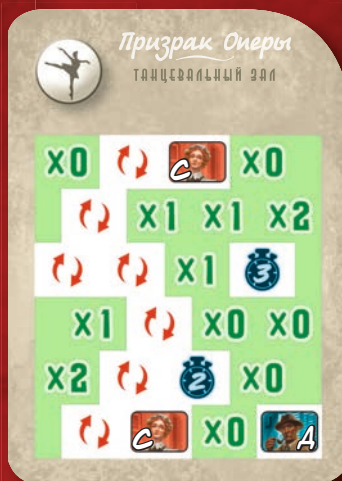 Призрак Оперы
ТАНЦЕВАЛЬНЫЙ ЗАЛ
x0 С x0
x1 x1 x2
x1 3
x1 x0 x0
x2 2 x0
С x0 Д